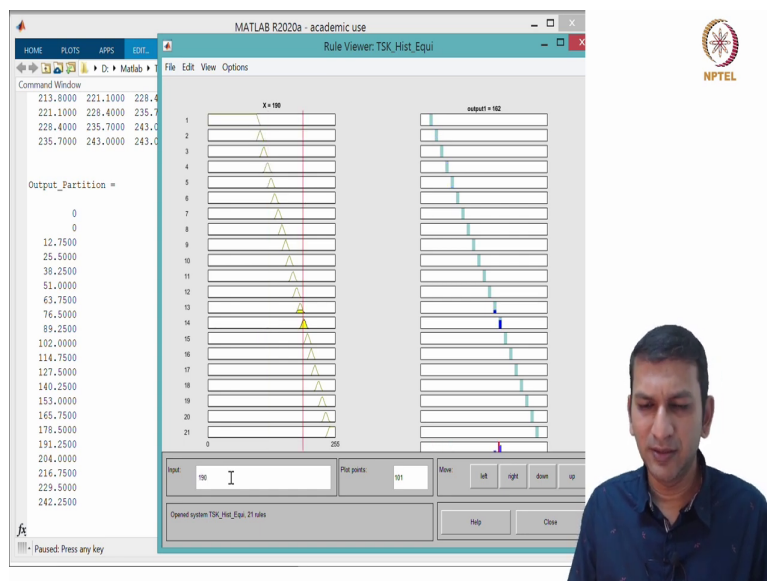 MATLAB R2020a - academic use
HOME PLOTS APPS EDIT...
D: ▸ Matlab ▸ T
Command Window
213.8000 221.1000 228.4
221.1000 228.4000 235.7
228.4000 235.7000 243.0
235.7000 243.0000 243.0
Output_Partition =
0
0
12.7500
25.5000
38.2500
51.0000
63.7500
76.5000
89.2500
102.0000
114.7500
127.5000
140.2500
153.0000
165.7500
178.5000
191.2500
204.0000
216.7500
229.5000
242.2500
fx
Paused: Press any key
Rule Viewer: TSK_Hist_Equi
File Edit View Options
X = 190 output1 = 162
1
2
3
4
5
6
7
8
9
10
11
12
13
14
15
16
17
18
19
20
21
0 255
Input: 190 Plot points: 101 Move: left right down up
Opened system TSK_Hist_Equi, 21 rules Help Close
NPTEL